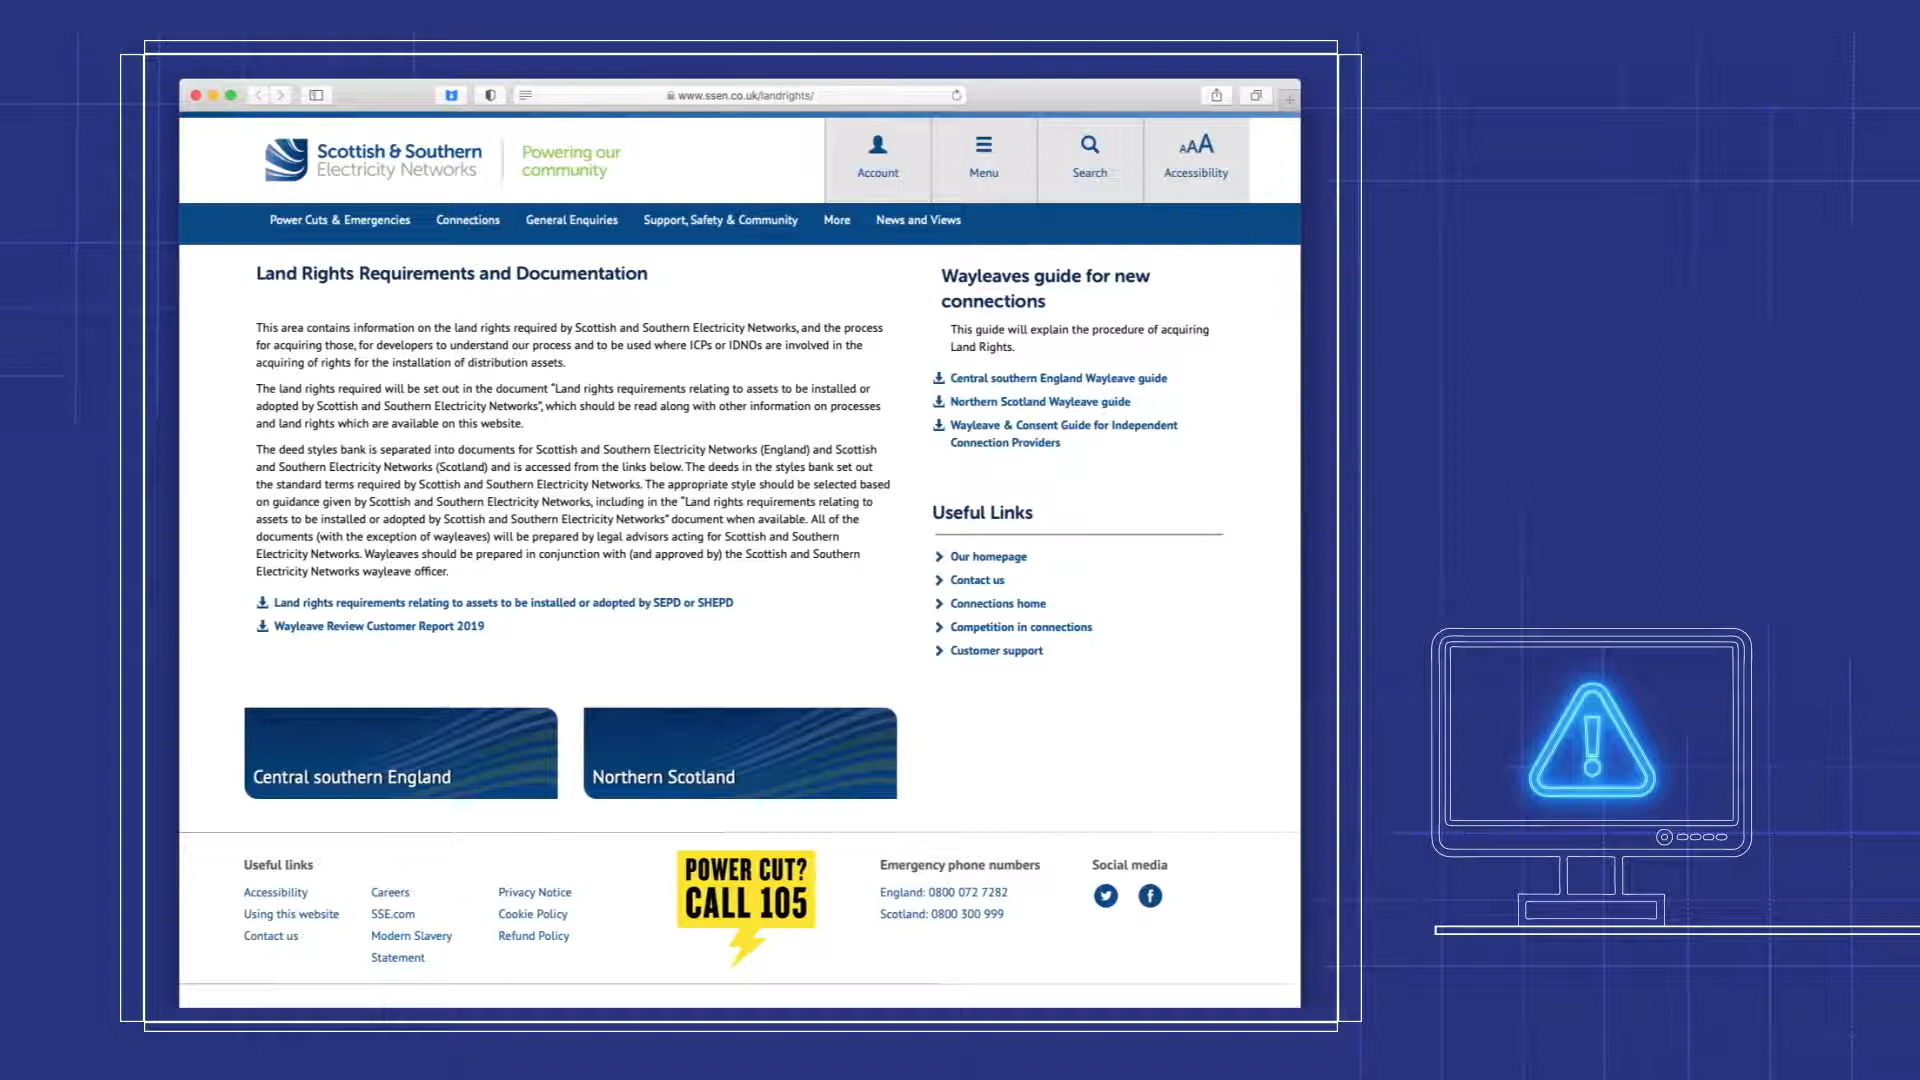 www.ssen.co.uk/landrights/
Scottish & Southern
Electricity Networks
Powering our
community
Account
Menu
Search
AAA
Accessibility
Power Cuts & Emergencies
Connections
General Enquiries
Support, Safety & Community
More
News and Views
Land Rights Requirements and Documentation
This area contains information on the land rights required by Scottish and Southern Electricity Networks, and the process
for acquiring those, for developers to understand our process and to be used where ICPs or IDNOs are involved in the
acquiring of rights for the installation of distribution assets.
The land rights required will be set out in the document “Land rights requirements relating to assets to be installed or
adopted by Scottish and Southern Electricity Networks”, which should be read along with other information on processes
and land rights which are available on this website.
The deed styles bank is separated into documents for Scottish and Southern Electricity Networks (England) and Scottish
and Southern Electricity Networks (Scotland) and is accessed from the links below. The deeds in the styles bank set out
the standard terms required by Scottish and Southern Electricity Networks. The appropriate style should be selected based
on guidance given by Scottish and Southern Electricity Networks, including in the “Land rights requirements relating to
assets to be installed or adopted by Scottish and Southern Electricity Networks” document when available. All of the
documents (with the exception of wayleaves) will be prepared by legal advisors acting for Scottish and Southern
Electricity Networks. Wayleaves should be prepared in conjunction with (and approved by) the Scottish and Southern
Electricity Networks wayleave officer.
Land rights requirements relating to assets to be installed or adopted by SEPD or SHEPD
Wayleave Review Customer Report 2019
Central southern England
Northern Scotland
Wayleaves guide for new
connections
This guide will explain the procedure of acquiring
Land Rights.
Central southern England Wayleave guide
Northern Scotland Wayleave guide
Wayleave & Consent Guide for Independent
Connection Providers
Useful Links
Our homepage
Contact us
Connections home
Competition in connections
Customer support
Useful links
Accessibility
Using this website
Contact us
Careers
SSE.com
Modern Slavery
Statement
Privacy Notice
Cookie Policy
Refund Policy
POWER CUT?
CALL 105
Emergency phone numbers
England: 0800 072 7282
Scotland: 0800 300 999
Social media